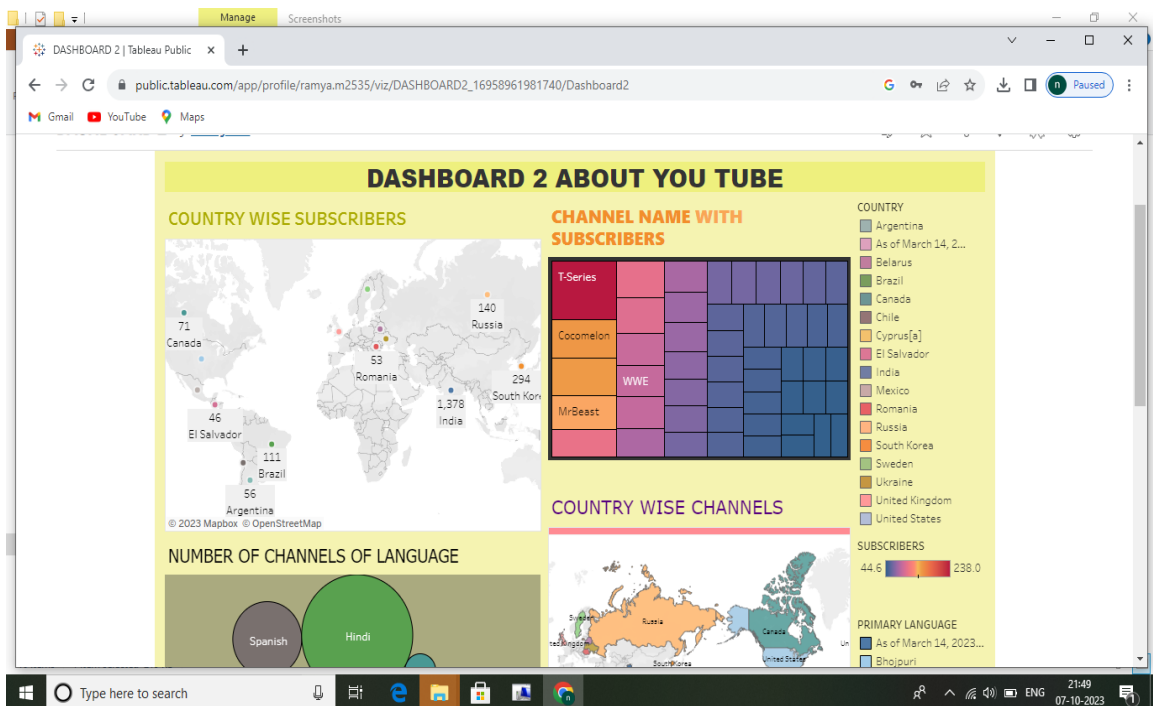 Manage
Screenshots
DASHBOARD 2 | Tableau Public
public.tableau.com/app/profile/ramya.m2535/viz/DASHBOARD2_16958961981740/Dashboard2
n Paused
Gmail YouTube Maps
DASHBOARD 2 ABOUT YOU TUBE
COUNTRY WISE SUBSCRIBERS
71
Canada
46
El Salvador
111
Brazil
56
Argentina
53
Romania
140
Russia
1,378
India
294
South Kor
© 2023 Mapbox © OpenStreetMap
CHANNEL NAME WITH
SUBSCRIBERS
T-Series
Cocomelon
WWE
MrBeast
COUNTRY
Argentina
As of March 14, 2...
Belarus
Brazil
Canada
Chile
Cyprus[a]
El Salvador
India
Mexico
Romania
Russia
South Korea
Sweden
Ukraine
United Kingdom
United States
SUBSCRIBERS
44.6 238.0
PRIMARY LANGUAGE
As of March 14, 2023...
Bhojpuri
NUMBER OF CHANNELS OF LANGUAGE
Spanish
Hindi
COUNTRY WISE CHANNELS
Sweden
ted Kingdom
Russia
South Korea
Canada
United States
Un
Type here to search
ENG
21:49
07-10-2023
1